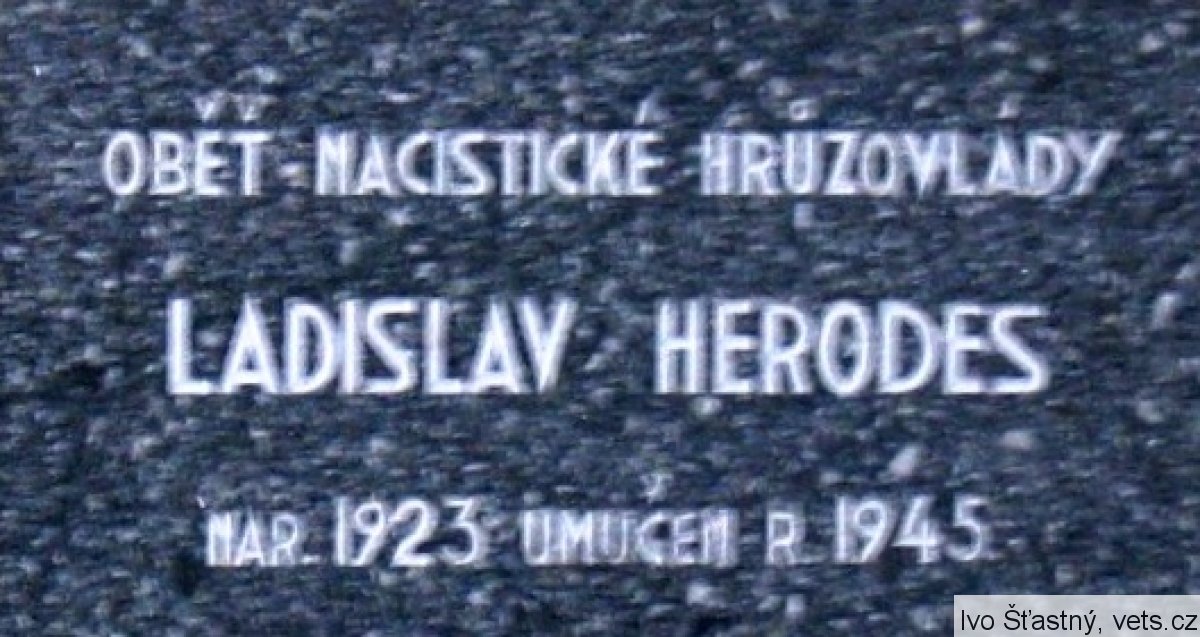 OBĚŤ NACISTICKÉ HRŮZOVLÁDY
LADISLAV HERODES
NAR. 1923 UMUČEN R. 1945
Ivo Šťastný, vets.cz